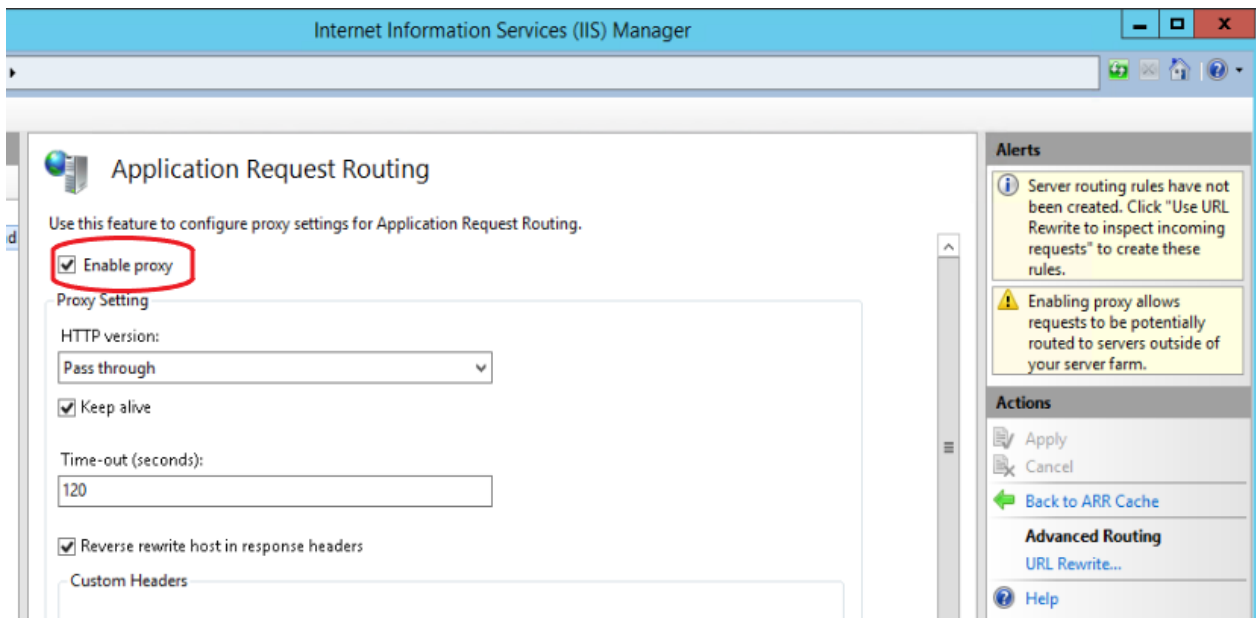 Internet Information Services (IIS) Manager
Application Request Routing
Use this feature to configure proxy settings for Application Request Routing.
Enable proxy
Proxy Setting
HTTP version:
Pass through
Keep alive
Time-out (seconds):
120
Reverse rewrite host in response headers
Custom Headers
Alerts
Server routing rules have not
been created. Click "Use URL
Rewrite to inspect incoming
requests" to create these
rules.
Enabling proxy allows
requests to be potentially
routed to servers outside of
your server farm.
Actions
Apply
Cancel
Back to ARR Cache
Advanced Routing
URL Rewrite...
Help